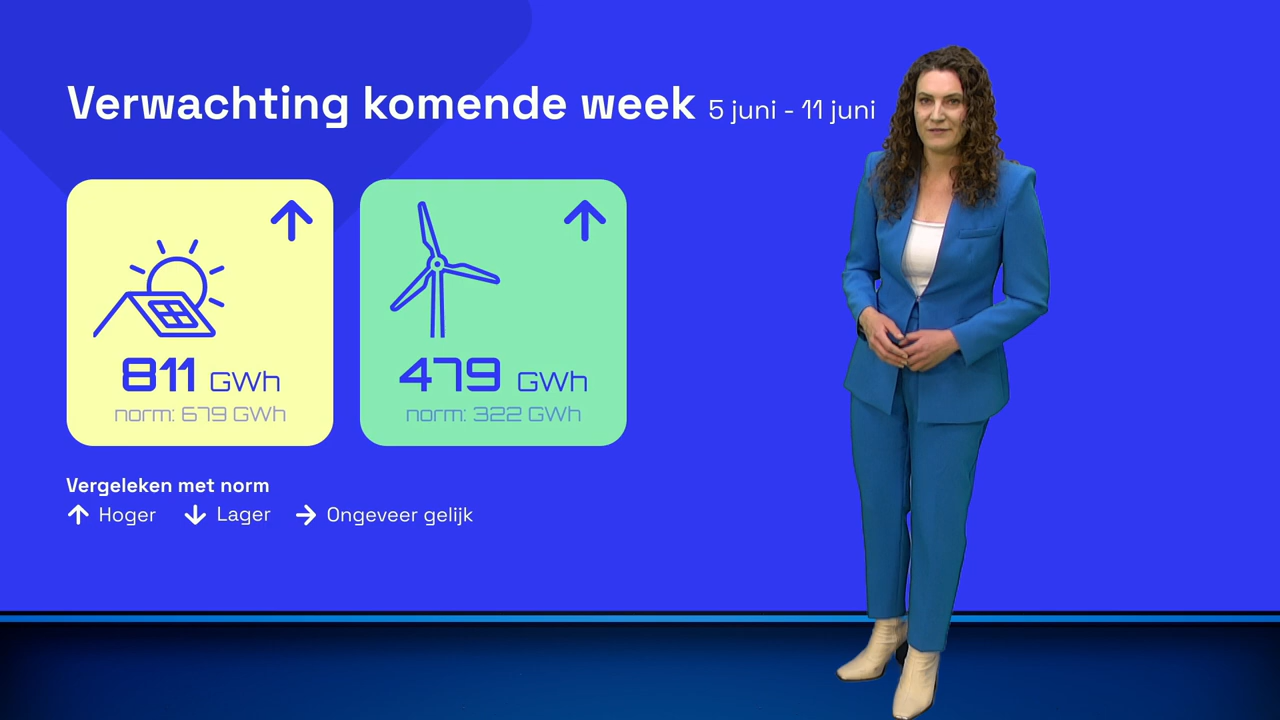 Verwachting komende week 5 juni - 11 juni
811 GWh
norm: 679 GWh
479 GWh
norm: 322 GWh
Vergeleken met norm
Hoger Lager Ongeveer gelijk